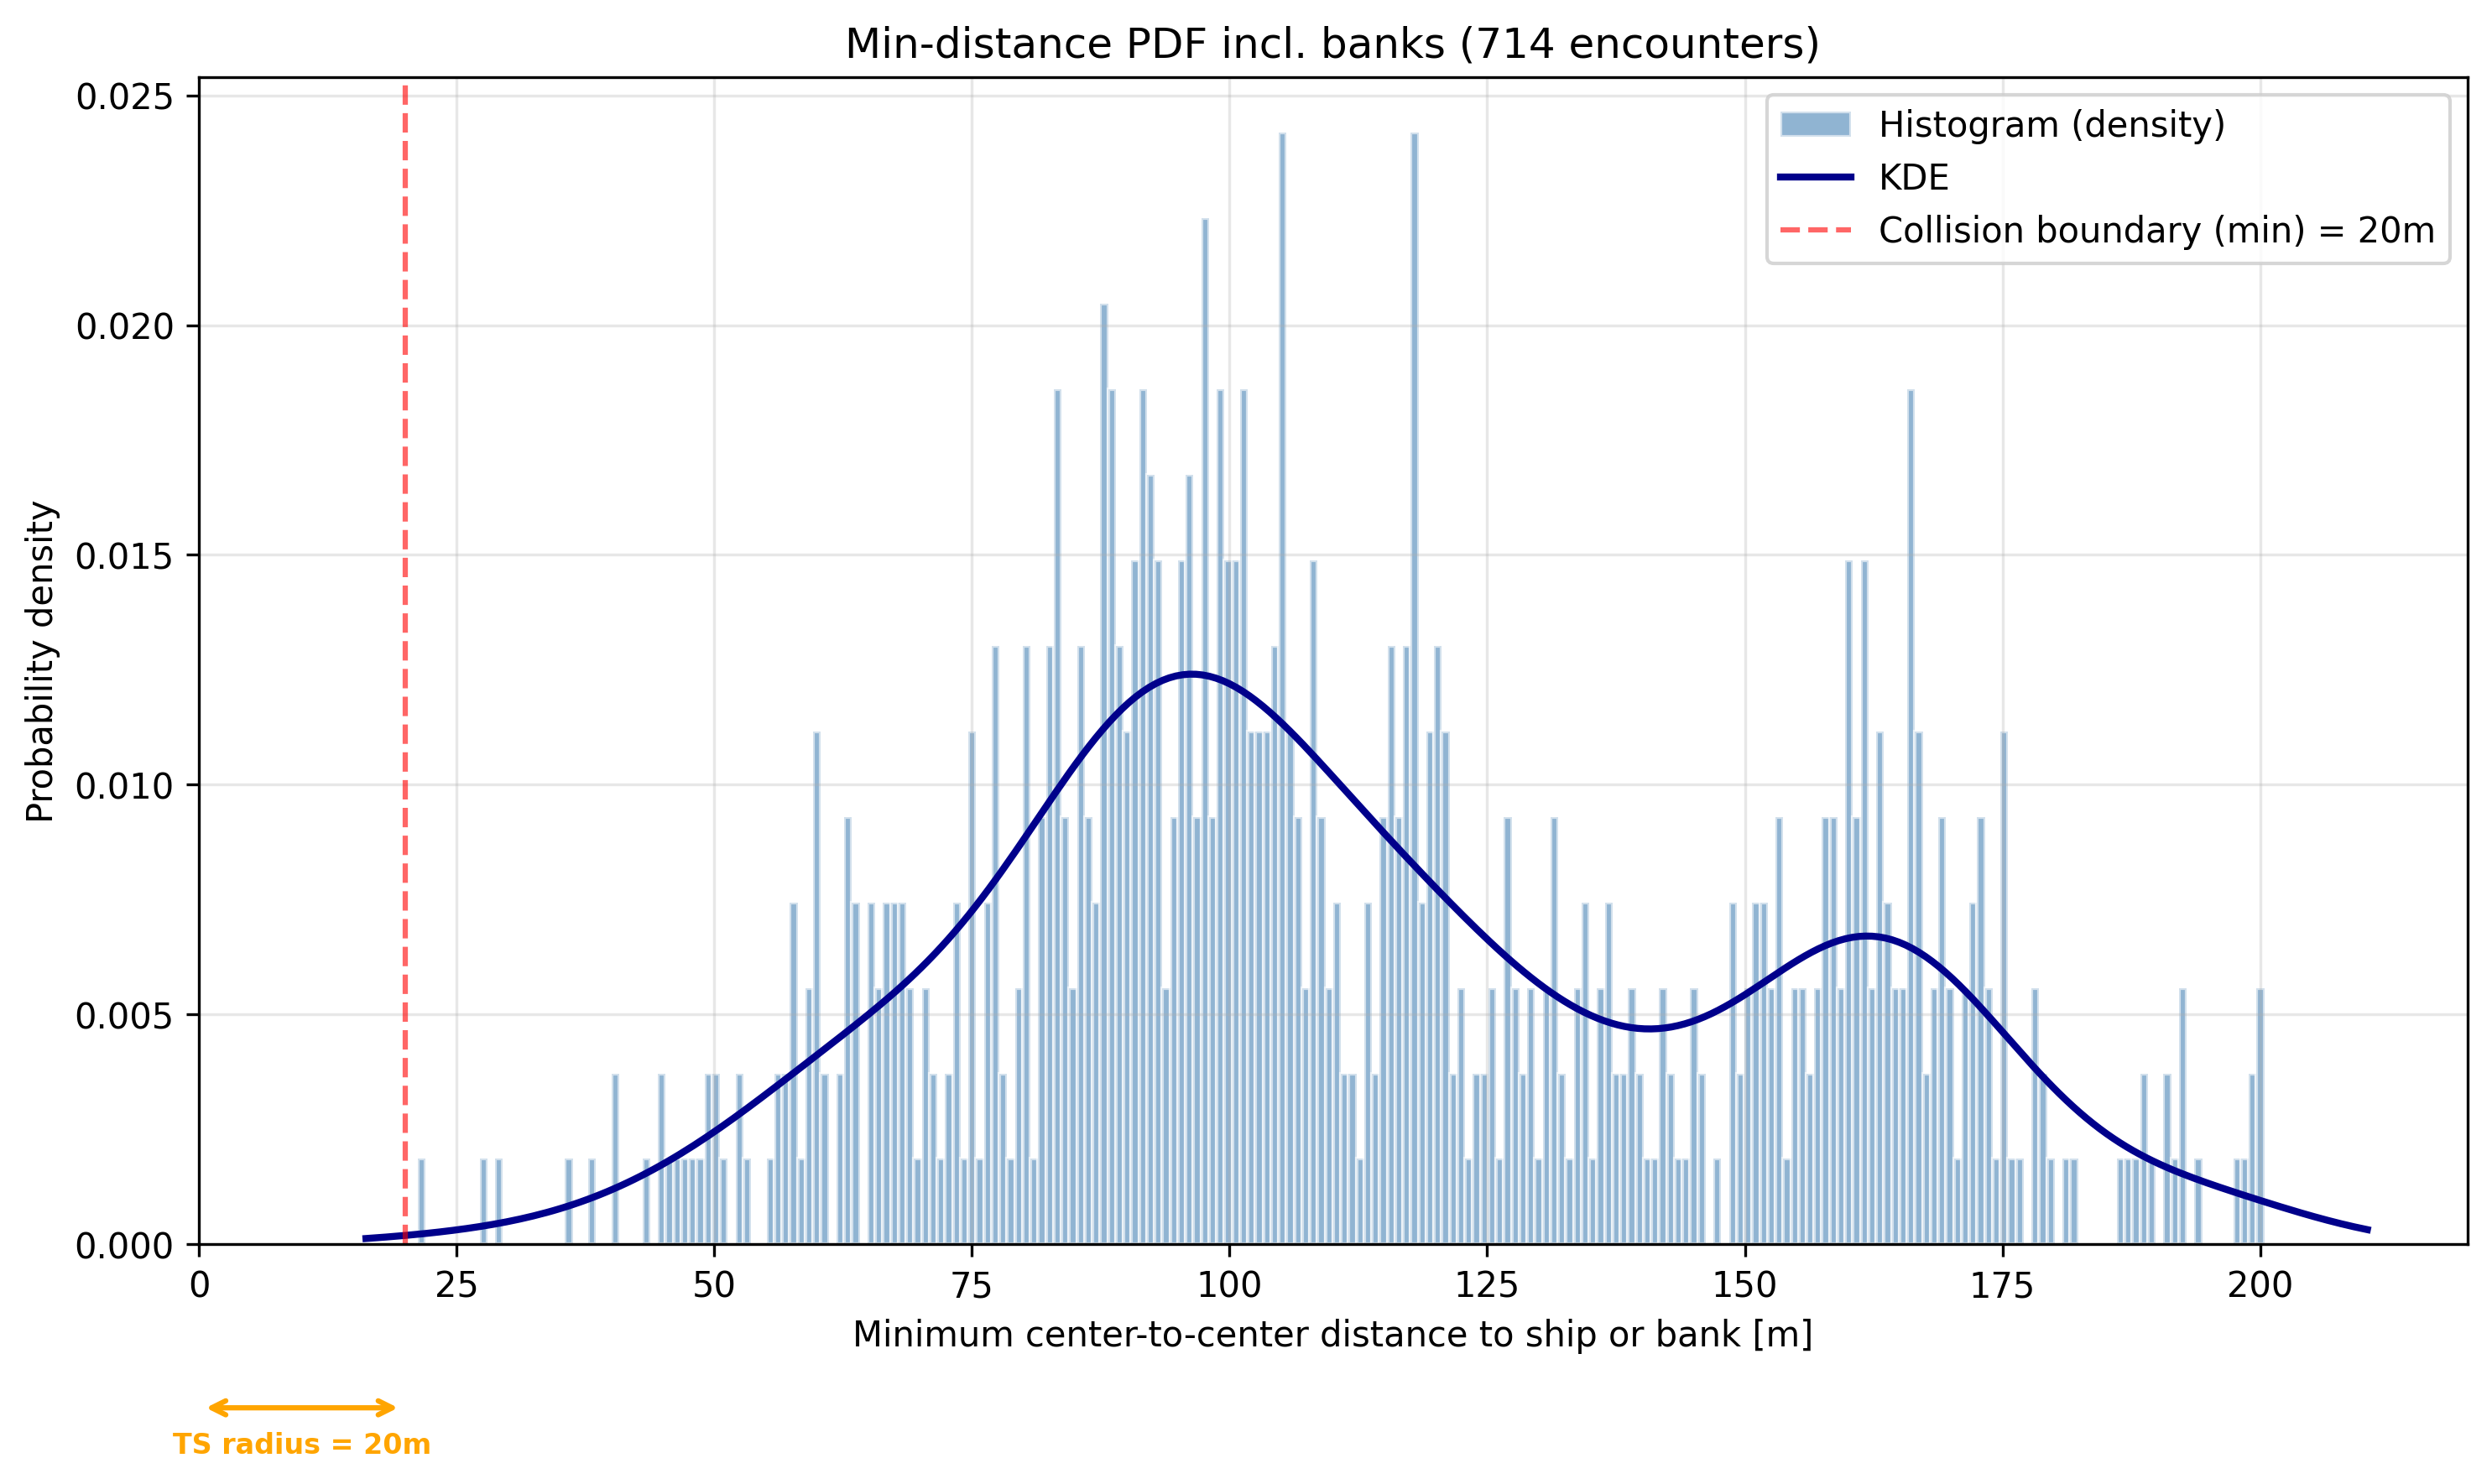 Min-distance PDF incl. banks (714 encounters)
Histogram (density)
KDE
Collision boundary (min) = 20m
Probability density
0.025
0.020
0.015
0.010
0.005
0.000
0 25 50 75 100 125 150 175 200
Minimum center-to-center distance to ship or bank [m]
TS radius = 20m